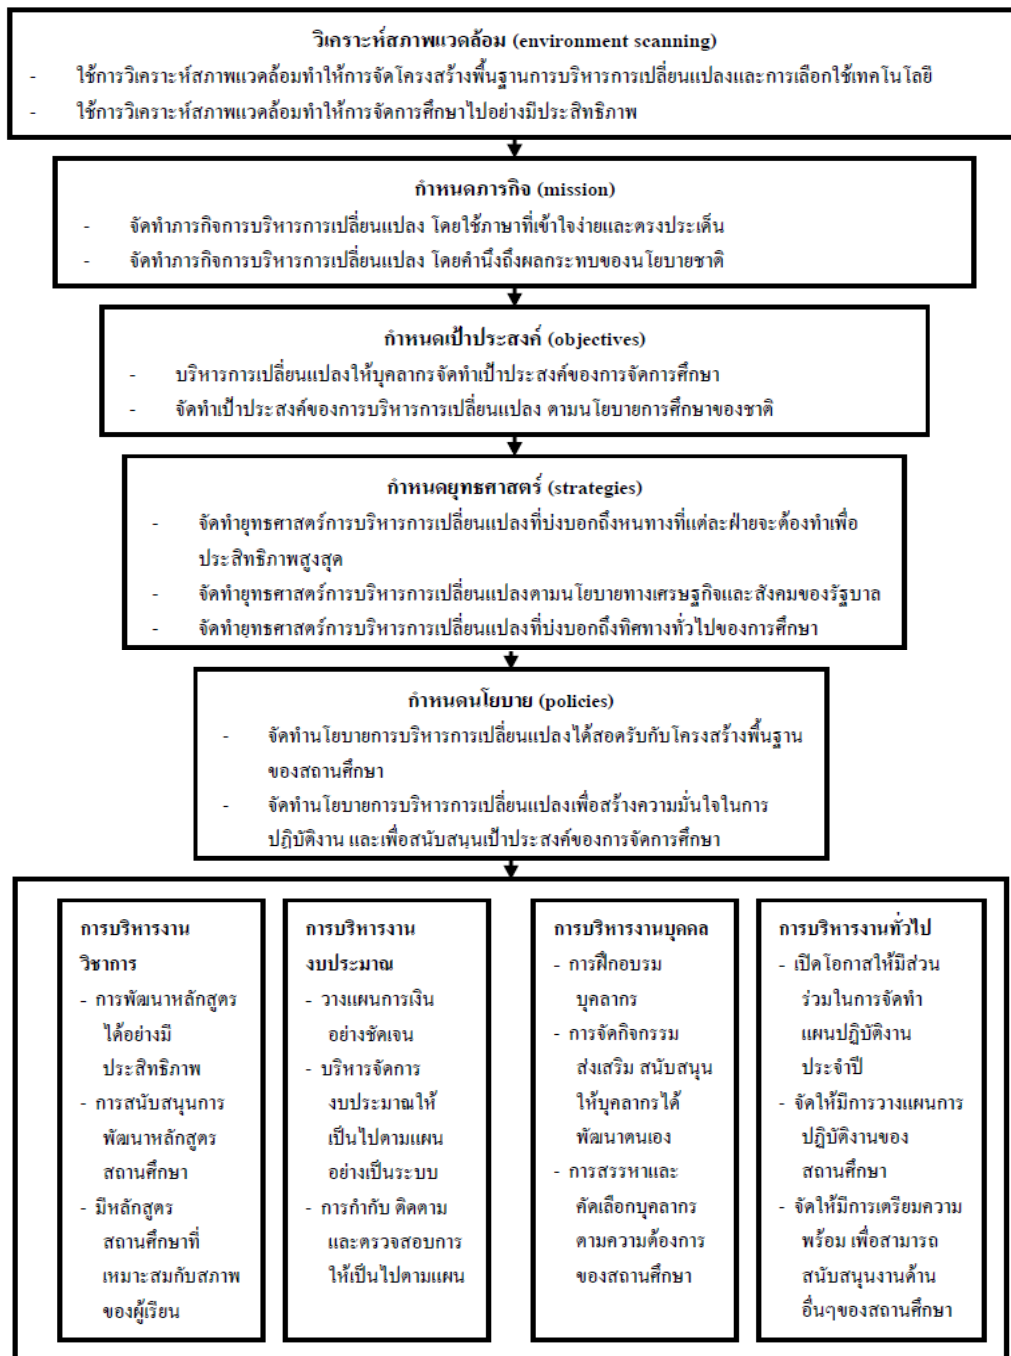 วิเคราะห์สภาพแวดล้อม (environment scanning)
- ใช้การวิเคราะห์สภาพแวดล้อมทำให้การจัดโครงสร้างพื้นฐานการบริหารการเปลี่ยนแปลงและการเลือกใช้เทคโนโลยี
- ใช้การวิเคราะห์สภาพแวดล้อมทำให้การจัดการศึกษาไปอย่างมีประสิทธิภาพ
กำหนดภารกิจ (mission)
- จัดทำภารกิจการบริหารการเปลี่ยนแปลง โดยใช้ภาษาที่เข้าใจง่ายและตรงประเด็น
- จัดทำภารกิจการบริหารการเปลี่ยนแปลง โดยคำนึงถึงผลกระทบของนโยบายชาติ
กำหนดเป้าประสงค์ (objectives)
- บริหารการเปลี่ยนแปลงให้บุคลากรจัดทำเป้าประสงค์ของการจัดการศึกษา
- จัดทำเป้าประสงค์ของการบริหารการเปลี่ยนแปลง ตามนโยบายการศึกษาของชาติ
กำหนดยุทธศาสตร์ (strategies)
- จัดทำยุทธศาสตร์การบริหารการเปลี่ยนแปลงที่บ่งบอกถึงหนทางที่แต่ละฝ่ายจะต้องทำเพื่อ
ประสิทธิภาพสูงสุด
- จัดทำยุทธศาสตร์การบริหารการเปลี่ยนแปลงตามนโยบายทางเศรษฐกิจและสังคมของรัฐบาล
- จัดทำยุทธศาสตร์การบริหารการเปลี่ยนแปลงที่บ่งบอกถึงทิศทางทั่วไปของการศึกษา
กำหนดนโยบาย (policies)
- จัดทำนโยบายการบริหารการเปลี่ยนแปลงได้สอดรับกับโครงสร้างพื้นฐาน
ของสถานศึกษา
- จัดทำนโยบายการบริหารการเปลี่ยนแปลงเพื่อสร้างความมั่นใจในการ
ปฏิบัติงาน และเพื่อสนับสนุนเป้าประสงค์ของการจัดการศึกษา
การบริหารงาน
วิชาการ
- การพัฒนาหลักสูตร
ได้อย่างมี
ประสิทธิภาพ
- การสนับสนุนการ
พัฒนาหลักสูตร
สถานศึกษา
- มีหลักสูตร
สถานศึกษาที่
เหมาะสมกับสภาพ
ของผู้เรียน
การบริหารงาน
งบประมาณ
- วางแผนการเงิน
อย่างชัดเจน
- บริหารจัดการ
งบประมาณให้
เป็นไปตามแผน
อย่างเป็นระบบ
- การกำกับ ติดตาม
และตรวจสอบการ
ให้เป็นไปตามแผน
การบริหารงานบุคคล
- การฝึกอบรม
บุคลากร
- การจัดกิจกรรม
ส่งเสริม สนับสนุน
ให้บุคลากรได้
พัฒนาตนเอง
- การสรรหาและ
คัดเลือกบุคลากร
ตามความต้องการ
ของสถานศึกษา
การบริหารงานทั่วไป
- เปิดโอกาสให้มีส่วน
ร่วมในการจัดทำ
แผนปฏิบัติงาน
ประจำปี
- จัดให้มีการวางแผนการ
ปฏิบัติงานของ
สถานศึกษา
- จัดให้มีการเตรียมความ
พร้อม เพื่อสามารถ
สนับสนุนงานด้าน
อื่นๆของสถานศึกษา